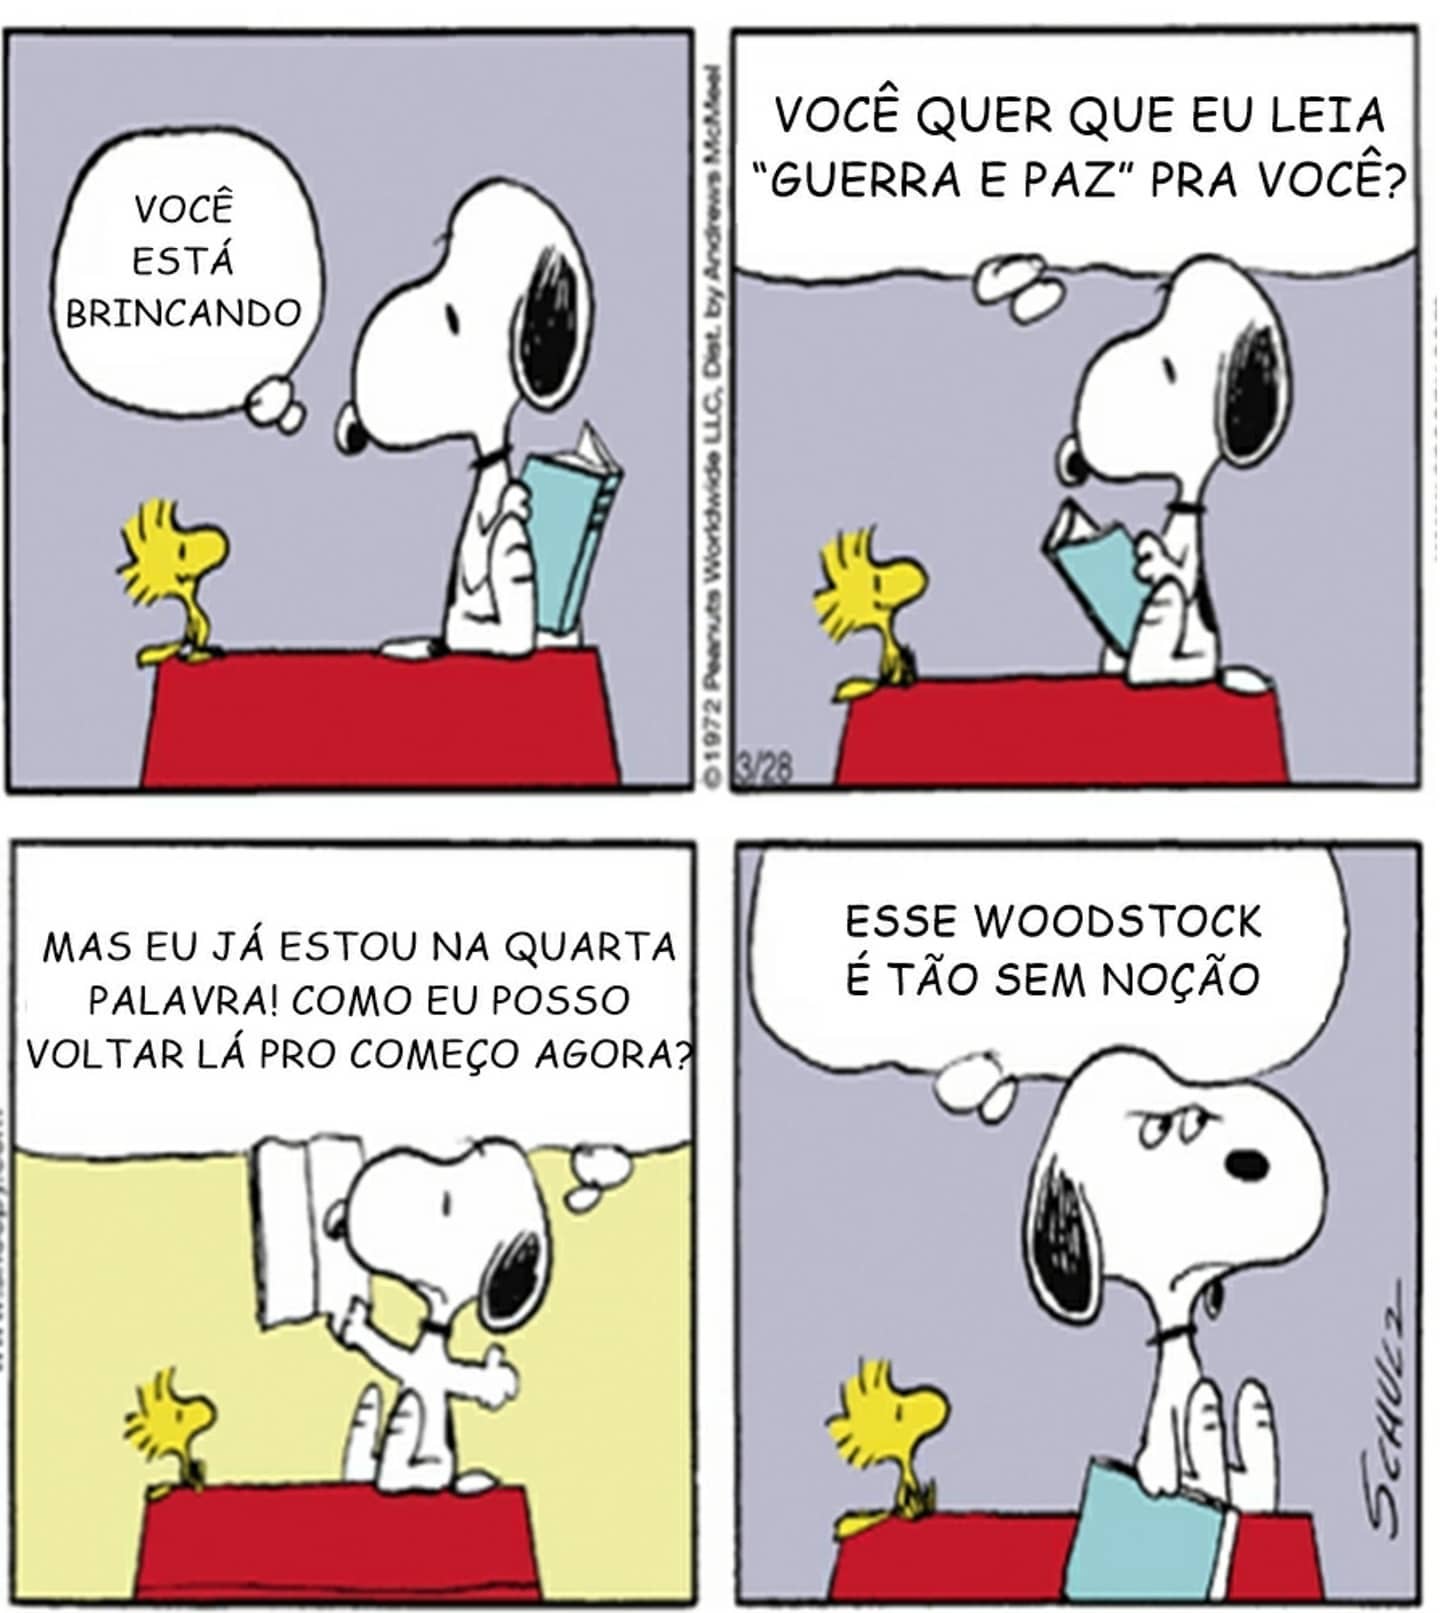 VOCÊ
ESTÁ
BRINCANDO
©1972 Peanuts Worldwide LLC, Dist. by Andrews McMeel
VOCÊ QUER QUE EU LEIA
“GUERRA E PAZ” PRA VOCÊ?
3/28
MAS EU JÁ ESTOU NA QUARTA
PALAVRA! COMO EU POSSO
VOLTAR LÁ PRO COMEÇO AGORA?
ESSE WOODSTOCK
É TÃO SEM NOÇÃO
SCHULZ